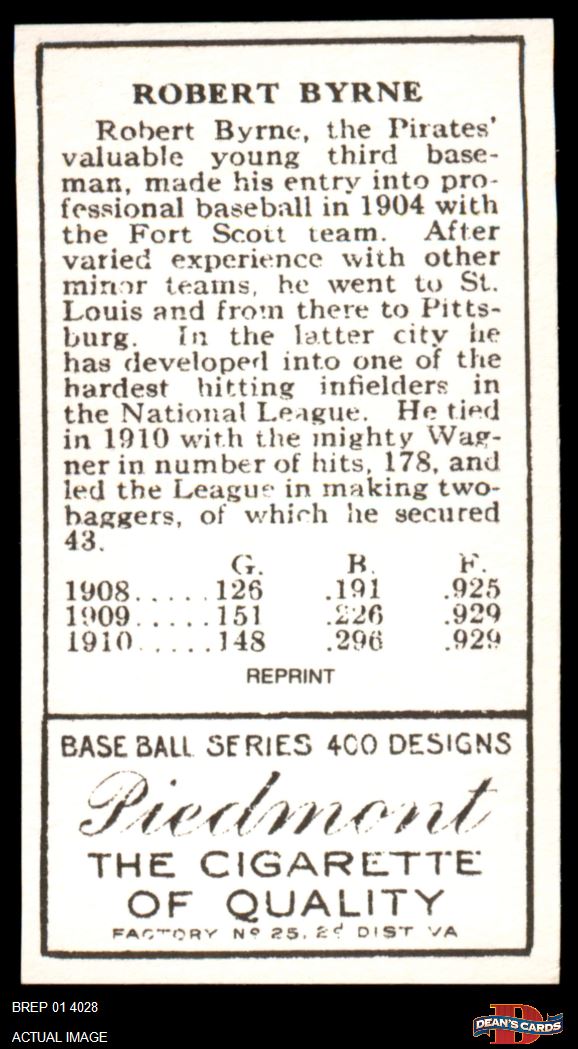 ROBERT BYRNE
Robert Byrne, the Pirates'
valuable young third base-
man, made his entry into pro-
fessional baseball in 1904 with
the Fort Scott team. After
varied experience with other
minor teams, he went to St.
Louis and from there to Pitts-
burg. In the latter city he
has developed into one of the
hardest hitting infielders in
the National League. He tied
in 1910 with the mighty Wag-
ner in number of hits, 178, and
led the League in making two-
baggers, of which he secured
43.
G. B. F.
1908.....126 .191 .925
1909.....151 .226 .929
1910.....148 .296 .929
REPRINT
BASE BALL SERIES 400 DESIGNS
Piedmont
THE CIGARETTE
OF QUALITY
FACTORY Nº 25. 2d DIST VA
BREP 01 4028
ACTUAL IMAGE
D
DEAN'S CARDS